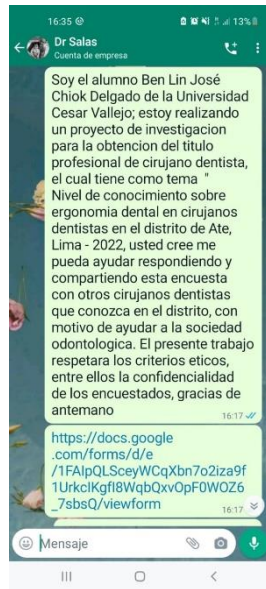 16:35
13%
Dr Salas
Cuenta de empresa
Soy el alumno Ben Lin José
Chiok Delgado de la Universidad
Cesar Vallejo; estoy realizando
un proyecto de investigacion
para la obtencion del titulo
profesional de cirujano dentista,
el cual tiene como tema "
Nivel de conocimiento sobre
ergonomia dental en cirujanos
dentistas en el distrito de Ate,
Lima - 2022, usted cree me
pueda ayudar respondiendo y
compartiendo esta encuesta
con otros cirujanos dentistas
que conozca en el distrito, con
motivo de ayudar a la sociedad
odontologica. El presente trabajo
respetara los criterios eticos,
entre ellos la confidencialidad
de los encuestados, gracias de
antemano
16:17
https://docs.google
.com/forms/d/e
/1FAIpQLSceyWCqXbn7o2iza9f
1UrkclKgfl8WqbQxvOpF0WOZ6
_7sbsQ/viewform
16:17
Mensaje